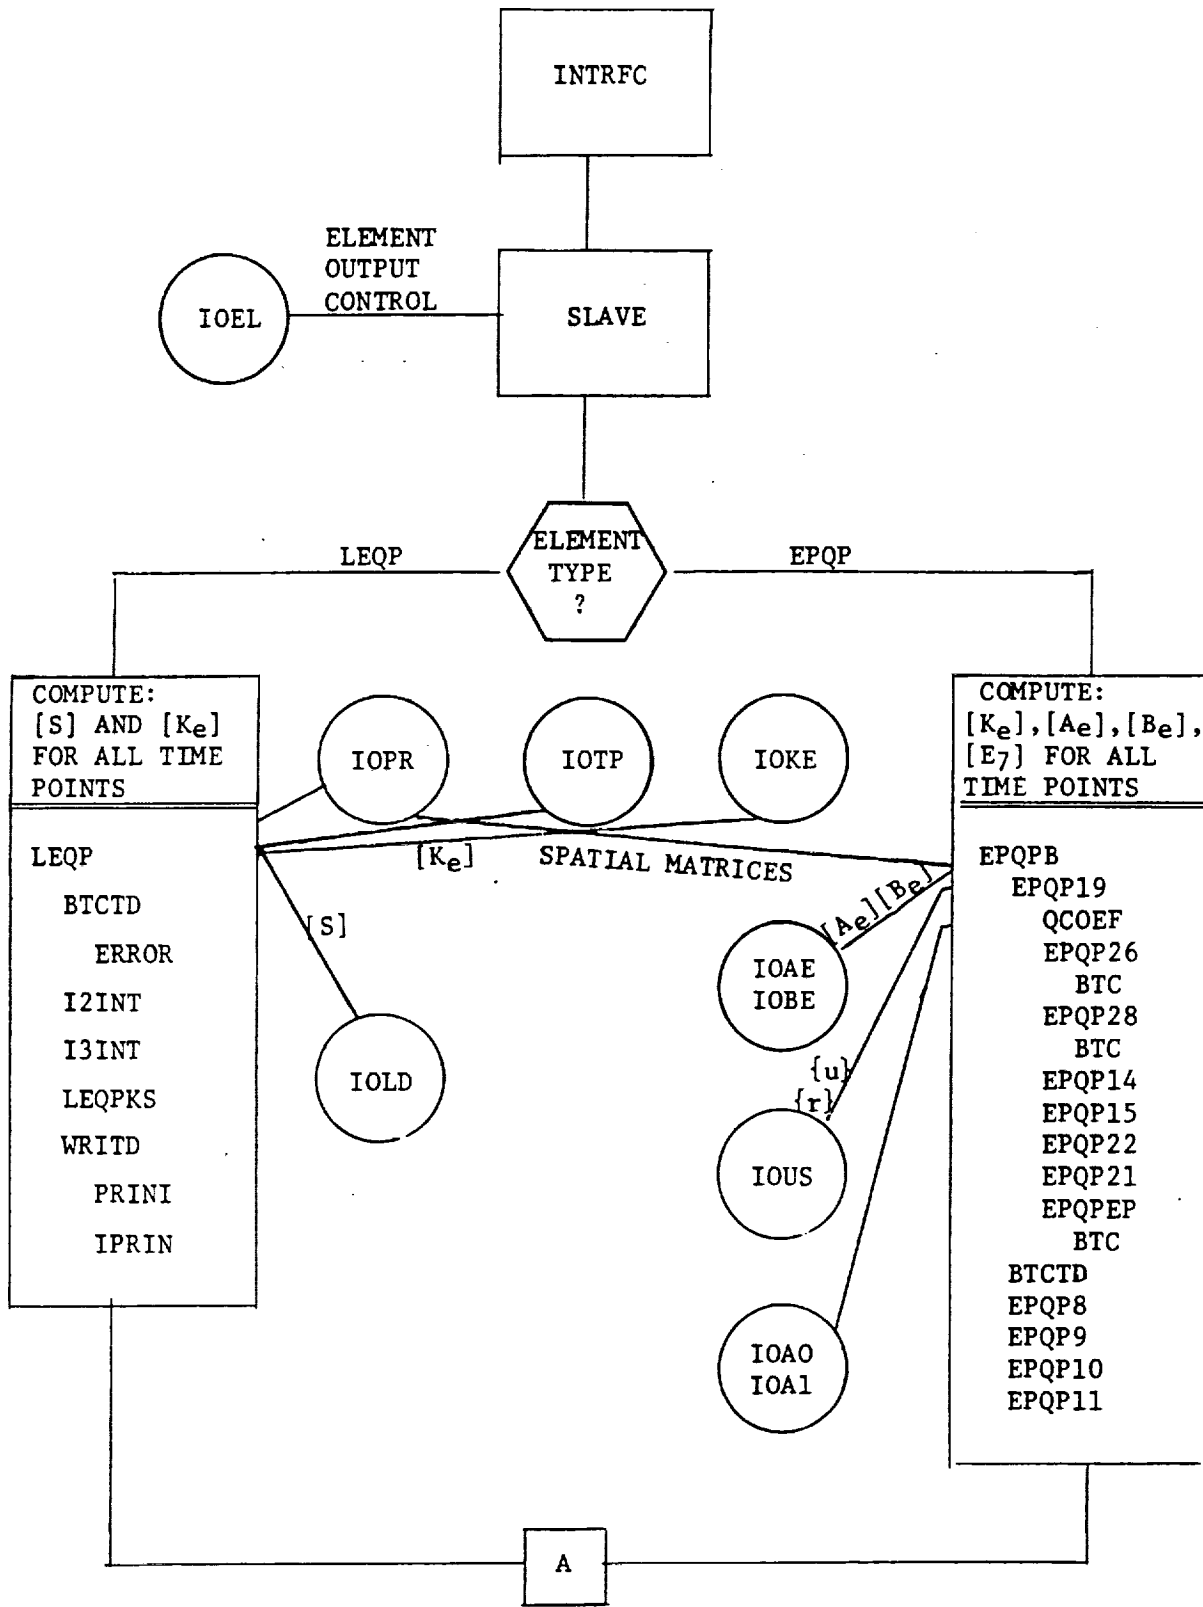 INTRFC
ELEMENT
OUTPUT
CONTROL
IOEL
SLAVE
ELEMENT
TYPE
?
LEQP
EPQP
COMPUTE:
[S] AND [Ke]
FOR ALL TIME
POINTS
LEQP
BTCTD
ERROR
I2INT
I3INT
LEQPKS
WRITD
PRINI
IPRIN
IOPR
IOTP
IOKE
[Ke]
SPATIAL MATRICES
[S]
IOLD
[Ae][Be]
IOAE
IOBE
{u}
{r}
IOUS
IOAO
IOA1
COMPUTE:
[Ke],[Ae],[Be],
[E7] FOR ALL
TIME POINTS
EPQPB
EPQP19
QCOEF
EPQP26
BTC
EPQP28
BTC
EPQP14
EPQP15
EPQP22
EPQP21
EPQPEP
BTC
BTCTD
EPQP8
EPQP9
EPQP10
EPQP11
A